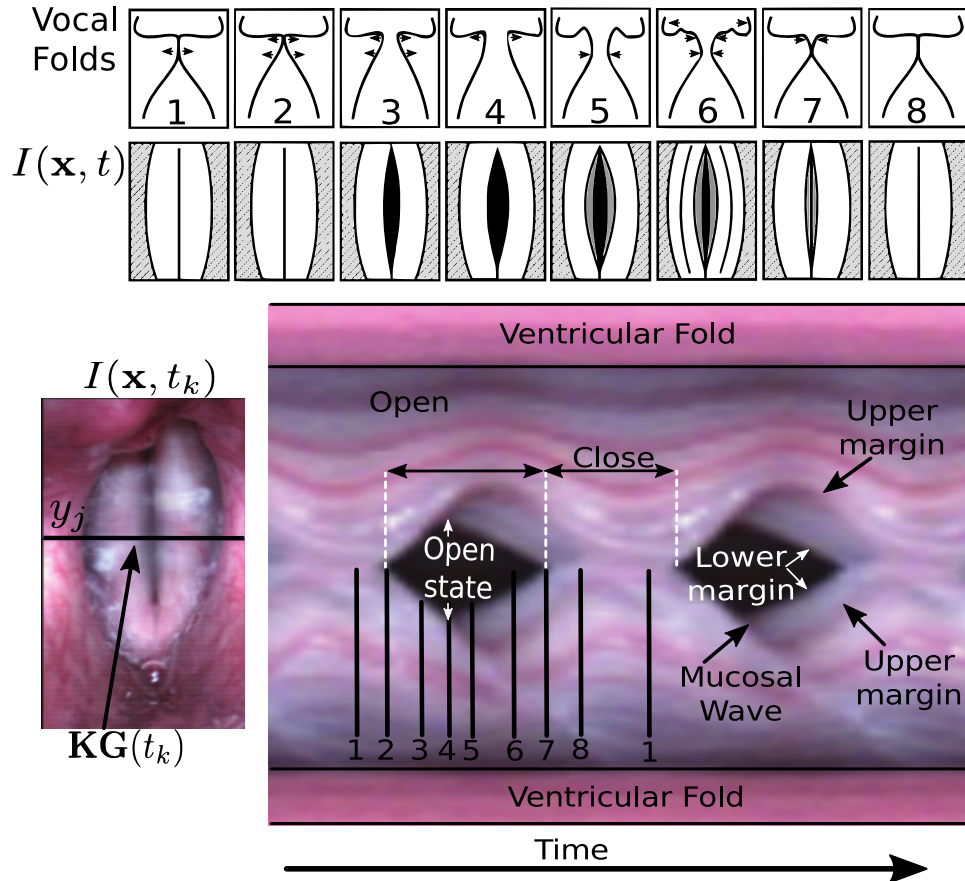 Vocal
Folds
1 2 3 4 5 6 7 8
I(x, t)
Ventricular Fold
I(x, t_k)
Open
Upper
margin
Close
y_j
Open
state
Lower
margin
Mucosal
Wave
Upper
margin
KG(t_k)
1 2 3 4 5 6 7 8 1
Ventricular Fold
Time